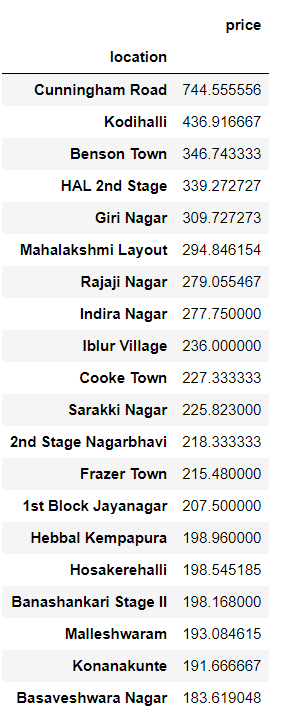 price
location
Cunningham Road 744.555556
Kodihalli 436.916667
Benson Town 346.743333
HAL 2nd Stage 339.272727
Giri Nagar 309.727273
Mahalakshmi Layout 294.846154
Rajaji Nagar 279.055467
Indira Nagar 277.750000
Iblur Village 236.000000
Cooke Town 227.333333
Sarakki Nagar 225.823000
2nd Stage Nagarbhavi 218.333333
Frazer Town 215.480000
1st Block Jayanagar 207.500000
Hebbal Kempapura 198.960000
Hosakerehalli 198.545185
Banashankari Stage II 198.168000
Malleshwaram 193.084615
Konanakunte 191.666667
Basaveshwara Nagar 183.619048